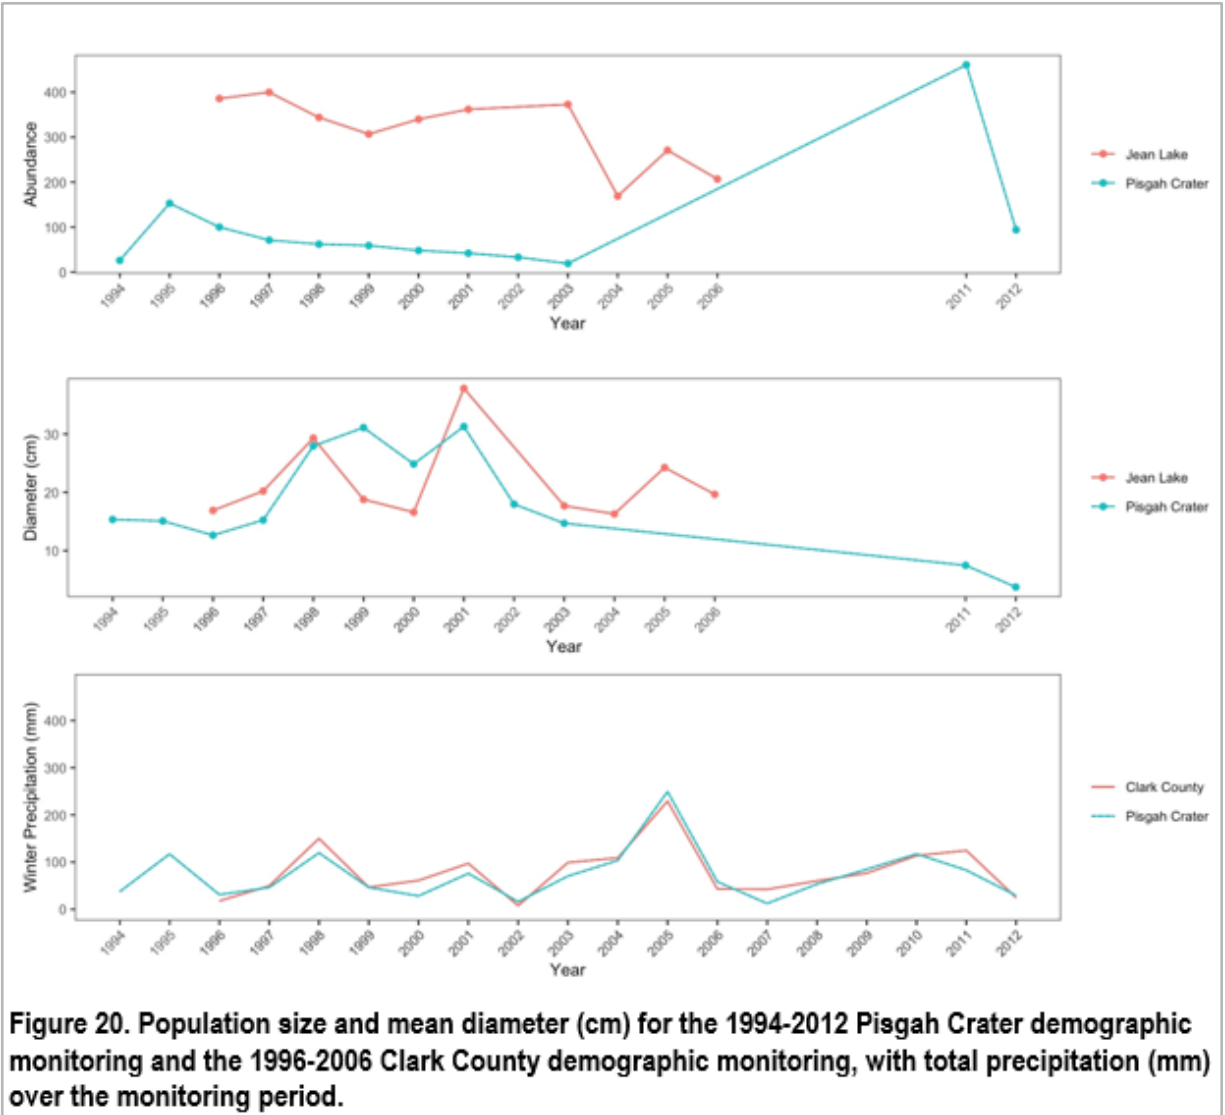 Abundance
400
300
200
100
0
1994 1995 1996 1997 1998 1999 2000 2001 2002 2003 2004 2005 2006 2011 2012
Year
Jean Lake
Pisgah Crater
Diameter (cm)
30
20
10
1994 1995 1996 1997 1998 1999 2000 2001 2002 2003 2004 2005 2006 2011 2012
Year
Jean Lake
Pisgah Crater
Winter Precipitation (mm)
400
300
200
100
0
1994 1995 1996 1997 1998 1999 2000 2001 2002 2003 2004 2005 2006 2007 2008 2009 2010 2011 2012
Year
Clark County
Pisgah Crater
Figure 20. Population size and mean diameter (cm) for the 1994-2012 Pisgah Crater demographic
monitoring and the 1996-2006 Clark County demographic monitoring, with total precipitation (mm)
over the monitoring period.